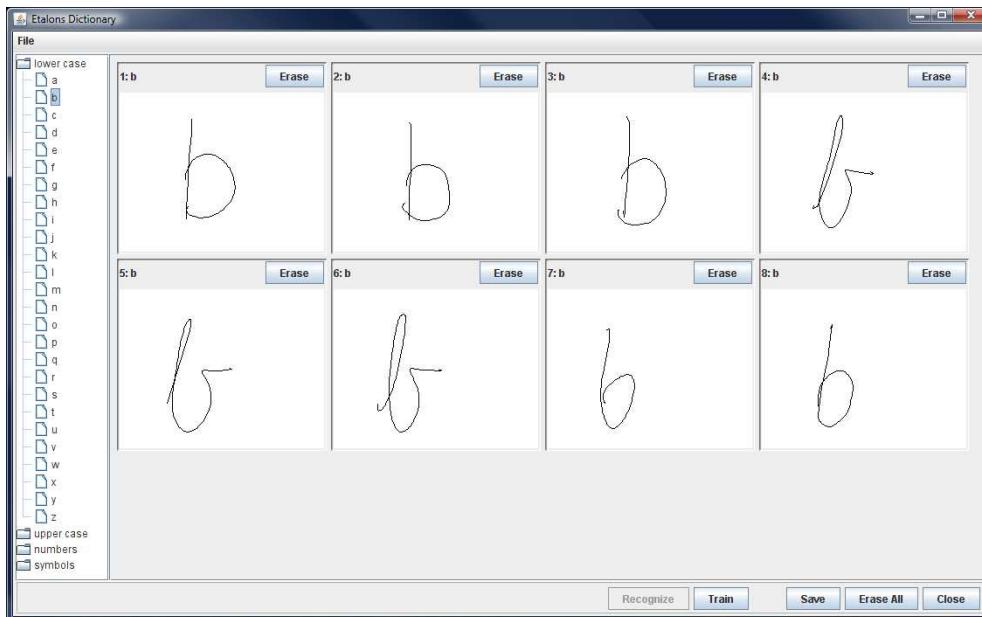 Etalons Dictionary
File
lower case
a
b
c
d
e
f
g
h
i
j
k
l
m
n
o
p
q
r
s
t
u
v
w
x
y
z
upper case
numbers
symbols
1: b Erase 2: b Erase 3: b Erase 4: b Erase
b b b b
5: b Erase 6: b Erase 7: b Erase 8: b Erase
b b b b
Recognize Train Save Erase All Close